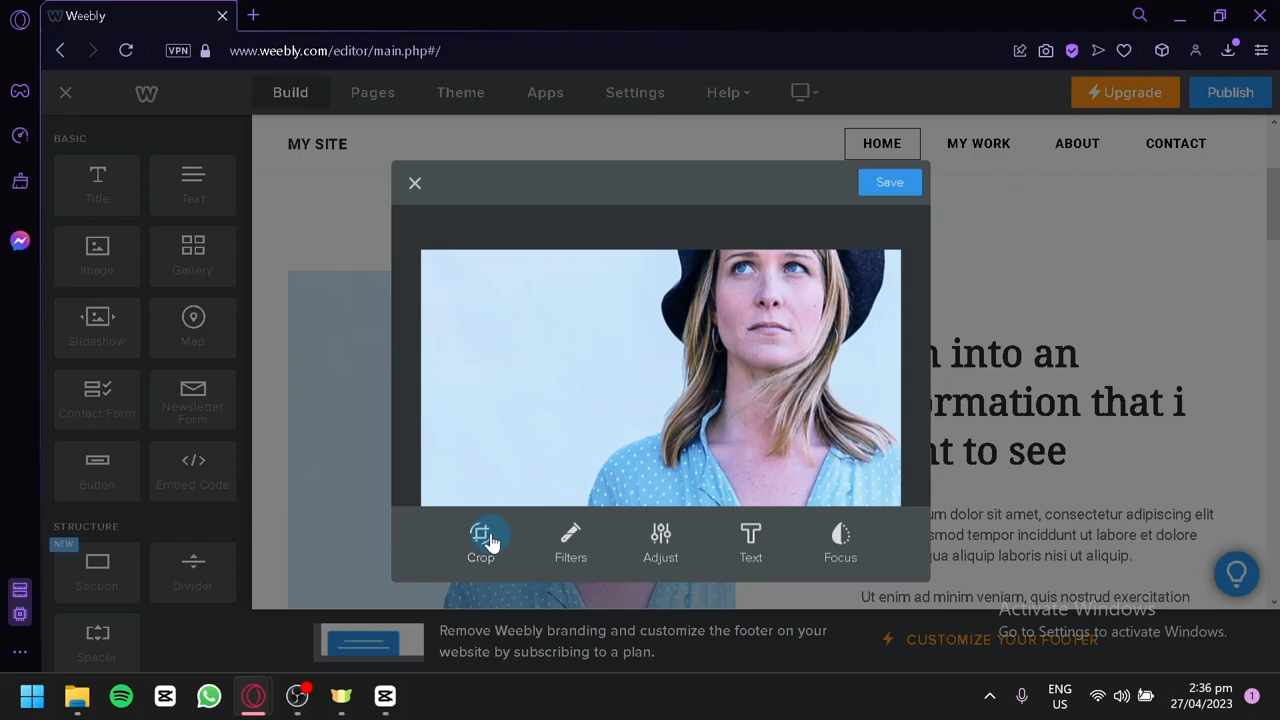 Weebly
VPN
www.weebly.com/editor/main.php#/
Build
Pages
Theme
Apps
Settings
Help
Upgrade
Publish
BASIC
Title
Text
Image
Gallery
Slideshow
Map
Contact Form
Newsletter
Form
Button
Embed Code
STRUCTURE
NEW
Section
Divider
Spacer
MY SITE
HOME
MY WORK
ABOUT
CONTACT
Save
Crop
Filters
Adjust
Text
Focus
into an
ormation that i
t to see
um dolor sit amet, consectetur adipiscing elit
smod tempor incididunt ut labore et dolore
qua aliquip laboris nisi ut aliquip.
Ut enim ad minim veniam, quis nostrud exercitation
Activate Windows
Go to Settings to activate Windows.
Remove Weebly branding and customize the footer on your
website by subscribing to a plan.
CUSTOMIZE YOUR FOOTER
ENG
US
2:36 pm
27/04/2023
1